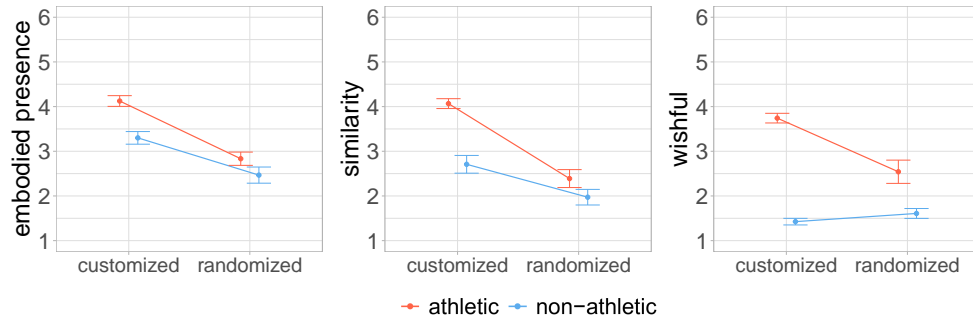 embodied presence
6
5
4
3
2
1
customized randomized
similarity
6
5
4
3
2
1
customized randomized
wishful
6
5
4
3
2
1
customized randomized
athletic non−athletic